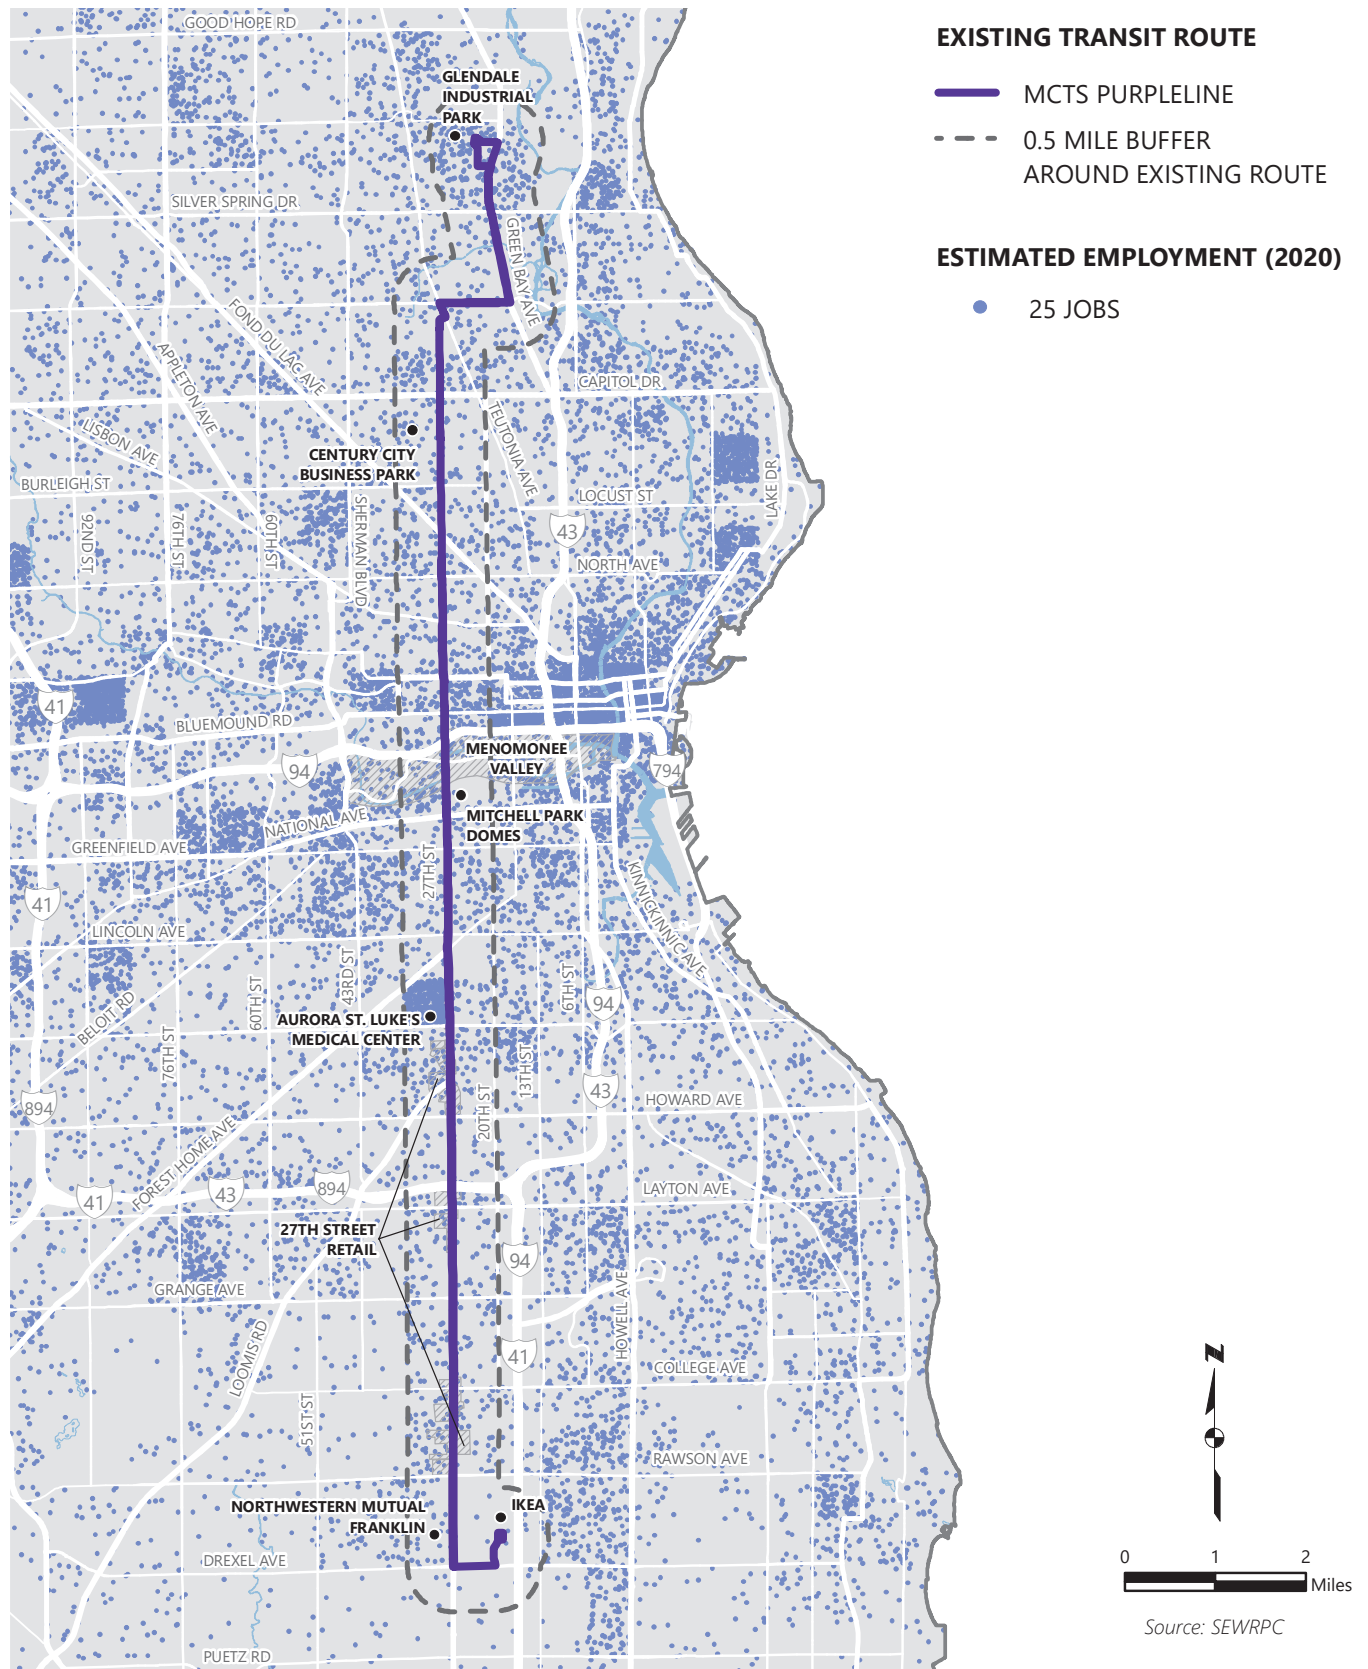 EXISTING TRANSIT ROUTE
MCTS PURPLELINE
0.5 MILE BUFFER
AROUND EXISTING ROUTE
ESTIMATED EMPLOYMENT (2020)
25 JOBS
GOOD HOPE RD
GLENDALE
INDUSTRIAL
PARK
SILVER SPRING DR
GREEN BAY AVE
FOND DU LAC AVE
APPLETON AVE
CAPITOL DR
LISBON AVE
TEUTONIA AVE
CENTURY CITY
BUSINESS PARK
BURLEIGH ST
LOCUST ST
LAKE DR
92ND ST
76TH ST
60TH ST
SHERMAN BLVD
43
NORTH AVE
41
BLUEMOUND RD
94
MENOMONEE
VALLEY
794
MITCHELL PARK
DOMES
NATIONAL AVE
GREENFIELD AVE
27TH ST
KINNICKINNIC AVE
41
LINCOLN AVE
43RD ST
60TH ST
6TH ST
94
BELOIT RD
AURORA ST. LUKE'S
MEDICAL CENTER
76TH ST
13TH ST
20TH ST
43
894
HOWARD AVE
FOREST HOME AVE
41
43
894
LAYTON AVE
27TH STREET
RETAIL
94
GRANGE AVE
HOWELL AVE
LOOMIS RD
41
COLLEGE AVE
51ST ST
RAWSON AVE
NORTHWESTERN MUTUAL
FRANKLIN
IKEA
DREXEL AVE
PUETZ RD
N
0 1 2
Miles
Source: SEWRPC